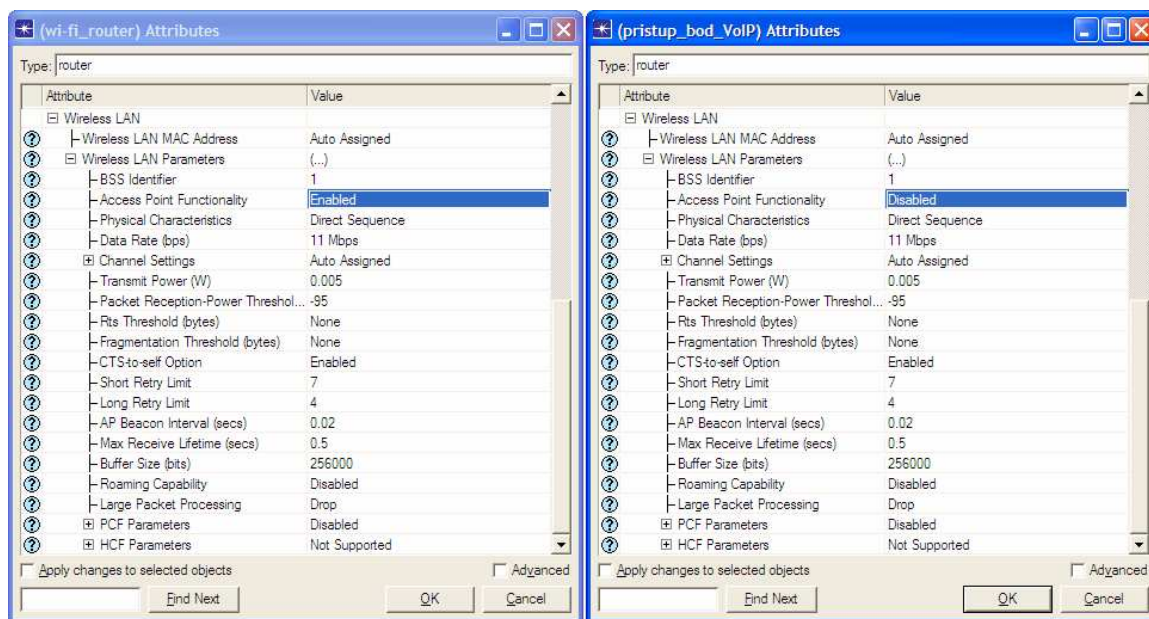 (wi-fi_router) Attributes
Type: router
Attribute Value
Wireless LAN
Wireless LAN MAC Address Auto Assigned
Wireless LAN Parameters (...)
BSS Identifier 1
Access Point Functionality Enabled
Physical Characteristics Direct Sequence
Data Rate (bps) 11 Mbps
Channel Settings Auto Assigned
Transmit Power (W) 0.005
Packet Reception-Power Threshol... -95
Rts Threshold (bytes) None
Fragmentation Threshold (bytes) None
CTS-to-self Option Enabled
Short Retry Limit 7
Long Retry Limit 4
AP Beacon Interval (secs) 0.02
Max Receive Lifetime (secs) 0.5
Buffer Size (bits) 256000
Roaming Capability Disabled
Large Packet Processing Drop
PCF Parameters Disabled
HCF Parameters Not Supported
Apply changes to selected objects Advanced
Find Next OK Cancel
(pristup_bod_VoIP) Attributes
Type: router
Attribute Value
Wireless LAN
Wireless LAN MAC Address Auto Assigned
Wireless LAN Parameters (...)
BSS Identifier 1
Access Point Functionality Disabled
Physical Characteristics Direct Sequence
Data Rate (bps) 11 Mbps
Channel Settings Auto Assigned
Transmit Power (W) 0.005
Packet Reception-Power Threshol... -95
Rts Threshold (bytes) None
Fragmentation Threshold (bytes) None
CTS-to-self Option Enabled
Short Retry Limit 7
Long Retry Limit 4
AP Beacon Interval (secs) 0.02
Max Receive Lifetime (secs) 0.5
Buffer Size (bits) 256000
Roaming Capability Disabled
Large Packet Processing Drop
PCF Parameters Disabled
HCF Parameters Not Supported
Apply changes to selected objects Advanced
Find Next OK Cancel